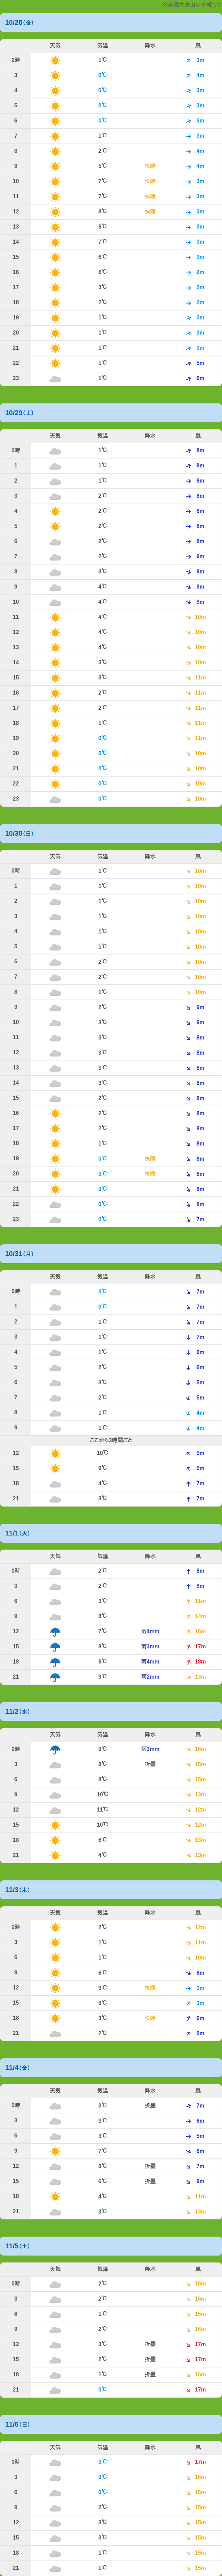 ※安達太良山の予報です
10/28（金）
天気 気温 降水 風
2時 1℃ 3m
3 0℃ 4m
4 0℃ 3m
5 0℃ 3m
6 0℃ 3m
7 1℃ 3m
8 2℃ 4m
9 5℃ 快晴 4m
10 7℃ 快晴 3m
11 7℃ 快晴 3m
12 8℃ 快晴 3m
13 8℃ 3m
14 7℃ 3m
15 6℃ 3m
16 6℃ 2m
17 3℃ 2m
18 2℃ 2m
19 1℃ 3m
20 1℃ 3m
21 1℃ 3m
22 1℃ 5m
23 1℃ 6m
10/29（土）
天気 気温 降水 風
0時 1℃ 8m
1 1℃ 8m
2 1℃ 8m
3 2℃ 8m
4 2℃ 8m
5 2℃ 8m
6 2℃ 8m
7 2℃ 9m
8 3℃ 9m
9 4℃ 9m
10 4℃ 9m
11 4℃ 10m
12 4℃ 10m
13 4℃ 10m
14 3℃ 10m
15 3℃ 11m
16 2℃ 11m
17 2℃ 11m
18 1℃ 11m
19 0℃ 11m
20 0℃ 10m
21 0℃ 10m
22 0℃ 10m
23 0℃ 10m
10/30（日）
天気 気温 降水 風
0時 1℃ 10m
1 1℃ 10m
2 1℃ 10m
3 1℃ 10m
4 1℃ 10m
5 1℃ 10m
6 2℃ 10m
7 2℃ 10m
8 1℃ 10m
9 2℃ 9m
10 3℃ 9m
11 3℃ 8m
12 3℃ 8m
13 3℃ 8m
14 3℃ 8m
15 2℃ 8m
16 2℃ 8m
17 2℃ 8m
18 1℃ 8m
19 0℃ 快晴 8m
20 0℃ 快晴 8m
21 0℃ 8m
22 0℃ 8m
23 0℃ 7m
10/31（月）
天気 気温 降水 風
0時 0℃ 7m
1 0℃ 7m
2 1℃ 7m
3 1℃ 7m
4 1℃ 6m
5 2℃ 6m
6 3℃ 5m
7 2℃ 5m
8 1℃ 4m
9 1℃ 4m
ここから3時間ごと
12 10℃ 5m
15 9℃ 5m
18 4℃ 7m
21 3℃ 7m
11/1（火）
天気 気温 降水 風
0時 2℃ 8m
3 2℃ 9m
6 3℃ 11m
9 8℃ 14m
12 7℃ 雨4mm 16m
15 8℃ 雨3mm 17m
18 8℃ 雨4mm 18m
21 9℃ 雨2mm 13m
11/2（水）
天気 気温 降水 風
0時 9℃ 雨3mm 16m
3 8℃ 折曇 15m
6 8℃ 15m
9 10℃ 13m
12 11℃ 12m
15 10℃ 12m
18 6℃ 13m
21 4℃ 13m
11/3（木）
天気 気温 降水 風
0時 2℃ 12m
3 1℃ 11m
6 1℃ 10m
9 6℃ 6m
12 9℃ 快晴 3m
15 9℃ 3m
18 3℃ 快晴 6m
21 2℃ 5m
11/4（金）
天気 気温 降水 風
0時 3℃ 折曇 7m
3 3℃ 6m
6 3℃ 5m
9 7℃ 6m
12 8℃ 折曇 7m
15 6℃ 折曇 9m
18 4℃ 11m
21 3℃ 13m
11/5（土）
天気 気温 降水 風
0時 2℃ 16m
3 2℃ 16m
6 1℃ 15m
9 2℃ 16m
12 3℃ 折曇 17m
15 2℃ 折曇 17m
18 1℃ 折曇 16m
21 0℃ 17m
11/6（日）
天気 気温 降水 風
0時 0℃ 17m
3 0℃ 16m
6 0℃ 15m
9 2℃ 15m
12 3℃ 15m
15 3℃ 15m
18 1℃ 15m
21 1℃ 15m